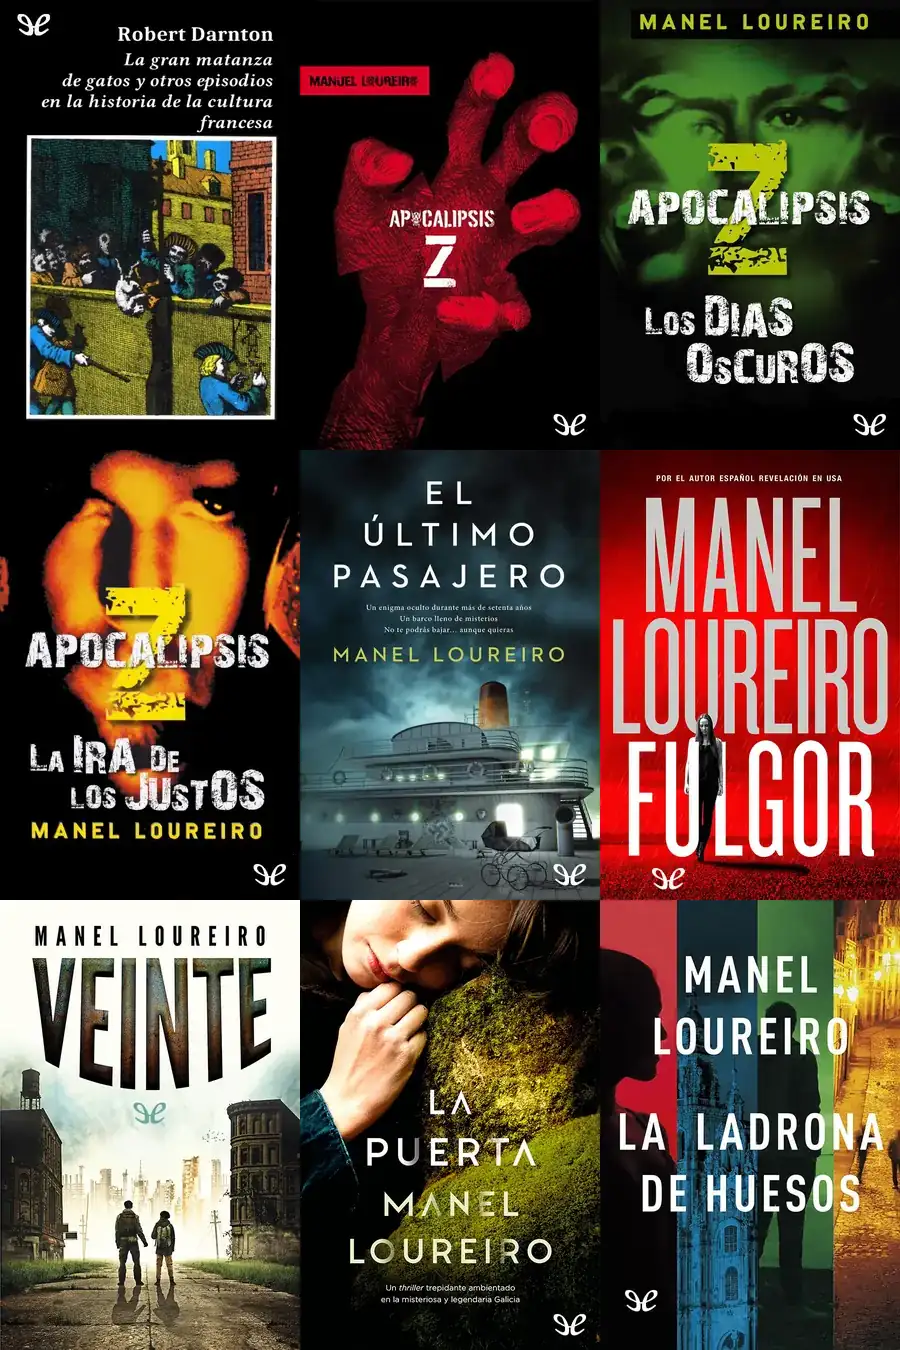 Robert Darnton
La gran matanza
de gatos y otros episodios
en la historia de la cultura
francesa
MANUEL LOUREIRO
APOCALIPSIS
Z
MANEL LOUREIRO
Z
APOCALIPSIS
LOS DIAS
OSCUROS
Z
APOCALIPSIS
LA IRA DE
LOS JUSTOS
MANEL LOUREIRO
EL
ÚLTIMO
PASAJERO
Un enigma oculto durante más de setenta años
Un barco lleno de misterios
No te podrás bajar... aunque quieras
MANEL LOUREIRO
POR EL AUTOR ESPAÑOL REVELACIÓN EN USA
MANEL
LOUREIRO
FULGOR
MANEL LOUREIRO
VEINTE
LA
PUERTA
MANEL
LOUREIRO
Un thriller trepidante ambientado
en la misteriosa y legendaria Galicia
MANEL
LOUREIRO
LA LADRONA
DE HUESOS